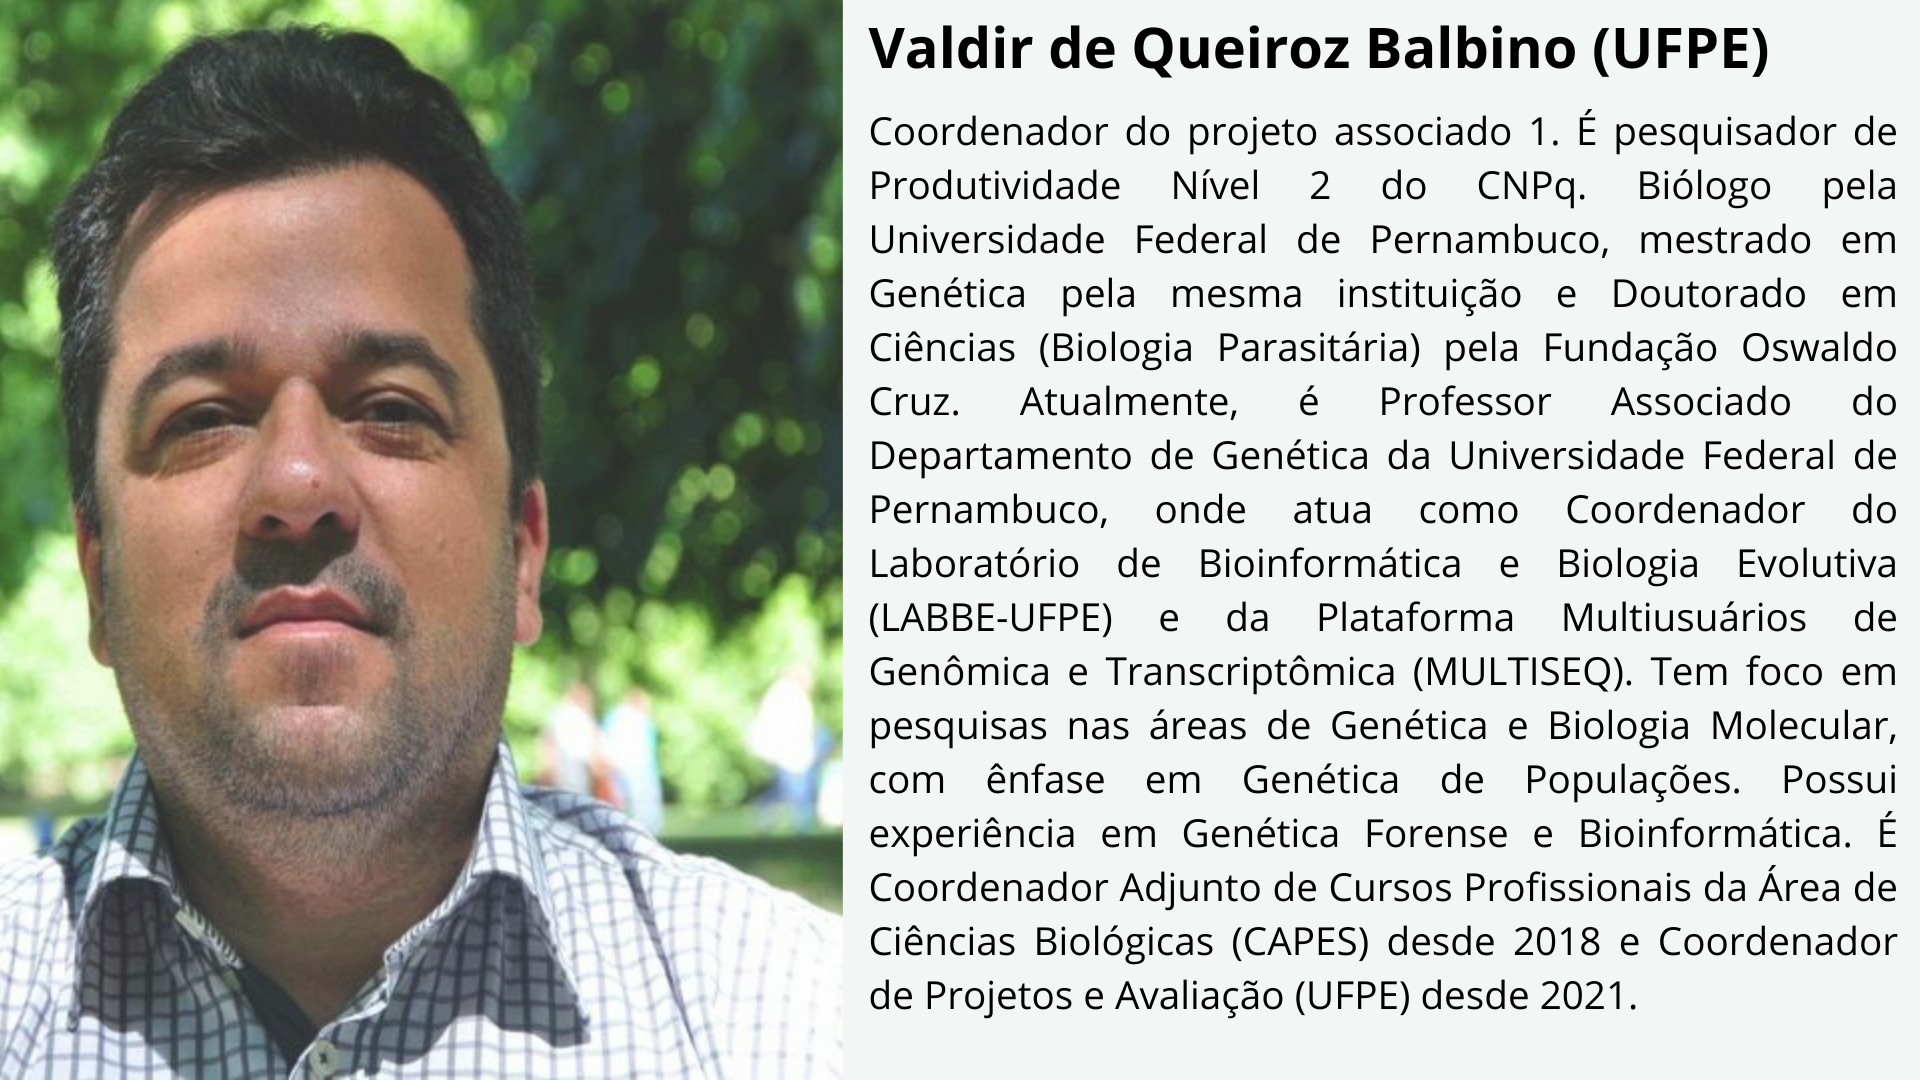 Valdir de Queiroz Balbino (UFPE)
Coordenador do projeto associado 1. É pesquisador de
Produtividade Nível 2 do CNPq. Biólogo pela
Universidade Federal de Pernambuco, mestrado em
Genética pela mesma instituição e Doutorado em
Ciências (Biologia Parasitária) pela Fundação Oswaldo
Cruz. Atualmente, é Professor Associado do
Departamento de Genética da Universidade Federal de
Pernambuco, onde atua como Coordenador do
Laboratório de Bioinformática e Biologia Evolutiva
(LABBE-UFPE) e da Plataforma Multiusuários de
Genômica e Transcriptômica (MULTISEQ). Tem foco em
pesquisas nas áreas de Genética e Biologia Molecular,
com ênfase em Genética de Populações. Possui
experiência em Genética Forense e Bioinformática. É
Coordenador Adjunto de Cursos Profissionais da Área de
Ciências Biológicas (CAPES) desde 2018 e Coordenador
de Projetos e Avaliação (UFPE) desde 2021.